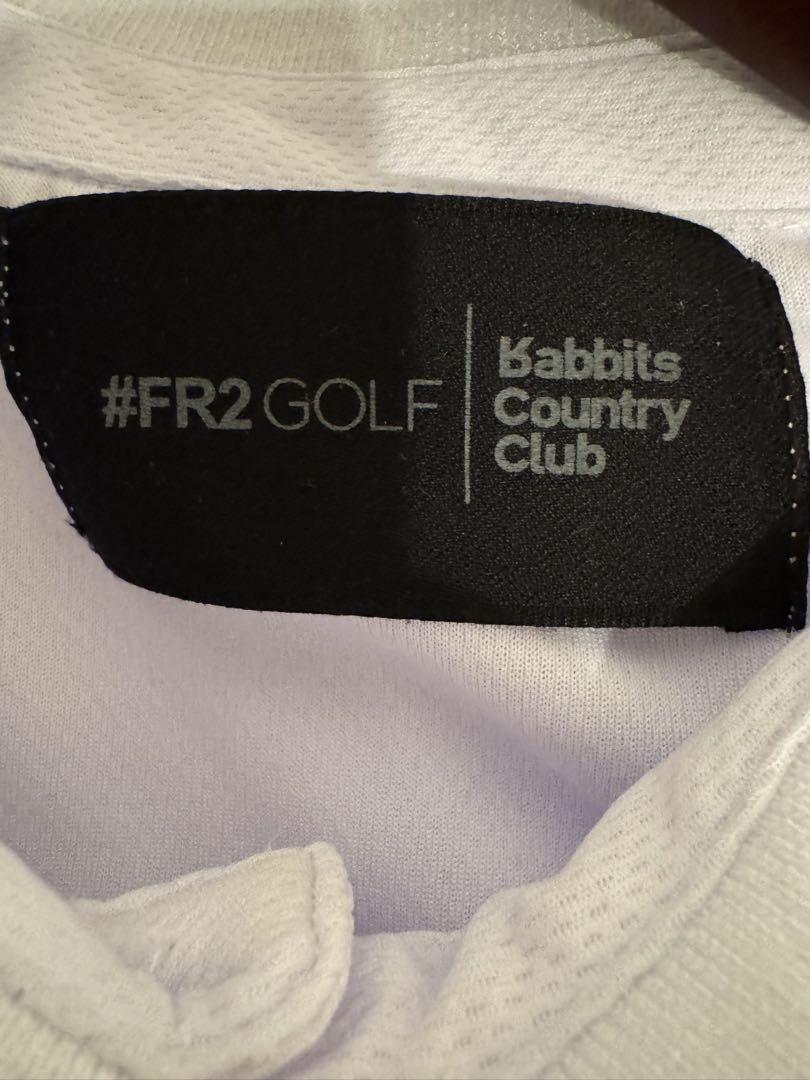 #FR2 GOLF
Rabbits
Country
Club